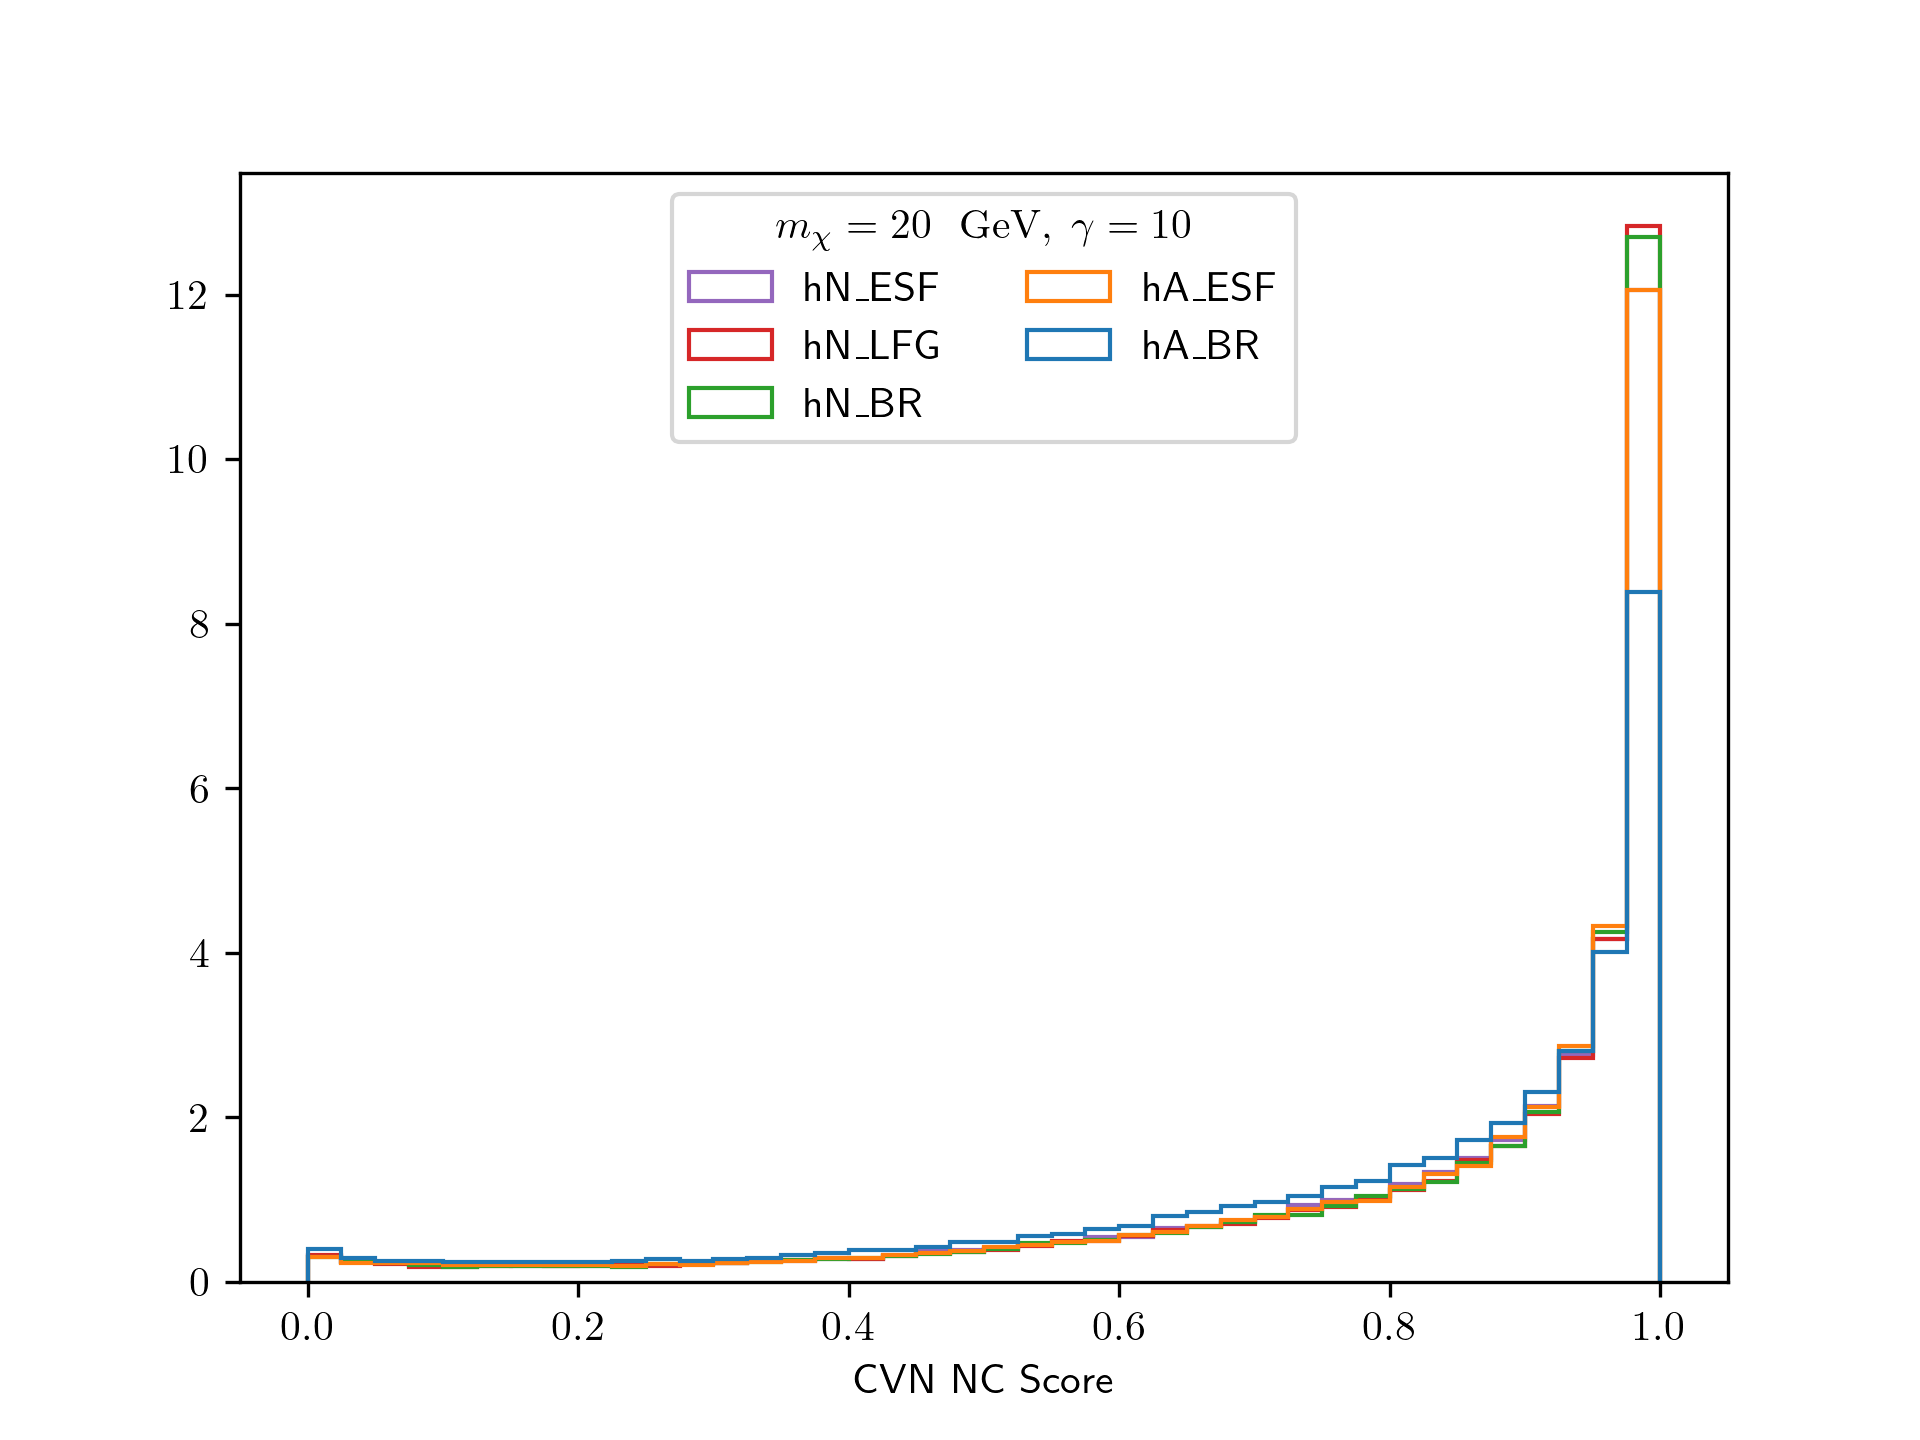 m_χ = 20 GeV, γ = 10
hN_ESF
hN_LFG
hN_BR
hA_ESF
hA_BR
12
10
8
6
4
2
0
0.0 0.2 0.4 0.6 0.8 1.0
CVN NC Score